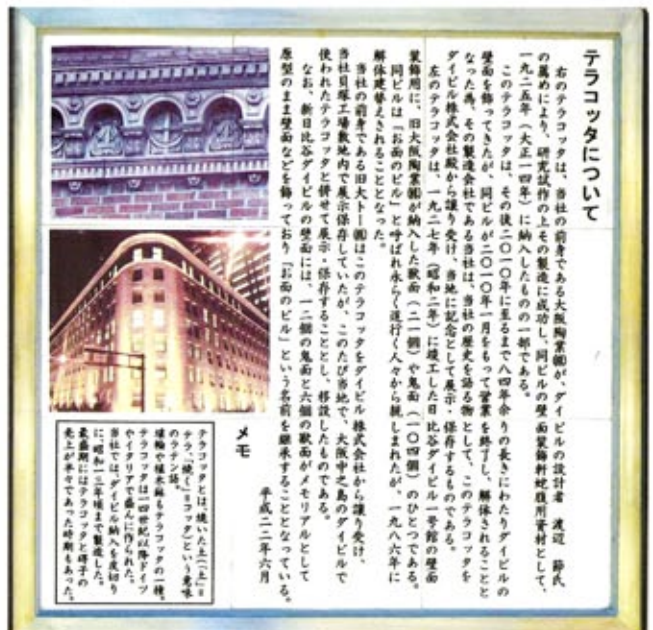 テラコッタについて
右のテラコッタは、当社の前身である大阪陶業㈱が、ダイビルの設計者　渡辺　節氏
の薦めにより、研究試作の上その製造に成功し、同ビルの壁面装飾軒蛇腹用資材として、
一九二五年（大正一四年）に納入したものの一部である。
このテラコッタは、その後二〇一〇年に至るまで八四年余りの長きにわたりダイビルの
壁面を飾ってきたが、同ビルが二〇一〇年一月をもって営業を終了し、解体されることと
なった為、その製造会社である当社は、当社の歴史を語る物として、このテラコッタを
ダイビル株式会社殿から譲り受け、当地に記念として展示・保存するものである。
左のテラコッタは、一九二七年（昭和二年）に竣工した日比谷ダイビル一号館の壁面
装飾用に、旧大阪陶業㈱が納入した獣面（二一個）や鬼面（一〇四個）のひとつである。
同ビルは「お面のビル」と呼ばれ永らく道行く人々から親しまれたが、一九八六年に
解体建替えされることとなった。
当社の前身である旧大トー㈱はこのテラコッタをダイビル株式会社から譲り受け、
当社貝塚工場敷地内で展示保存していたが、このたび当地で、大阪中之島のダイビルで
使われたテラコッタと併せて展示・保存することとし、移設したものである。
なお、新日比谷ダイビルの壁面には、一二個の鬼面と六個の獣面がメモリアルとして
原型のまま壁面などを飾っており「お面のビル」という名前を継承することとなっている。
平成二二年六月
メモ
テラコッタとは、焼いた土（「土」＝
テラ、「焼く」＝コッタ）という意味
のラテン語。
埴輪や植木鉢もテラコッタの一種。
テラコッタは一四世紀以降ドイツ
やイタリアで盛んに作られた。
当社では、ダイビル納入を皮切り
に、昭和一三年頃まで製造した。
最盛期にはテラコッタと碍子の
売上が半々であった時期もあった。